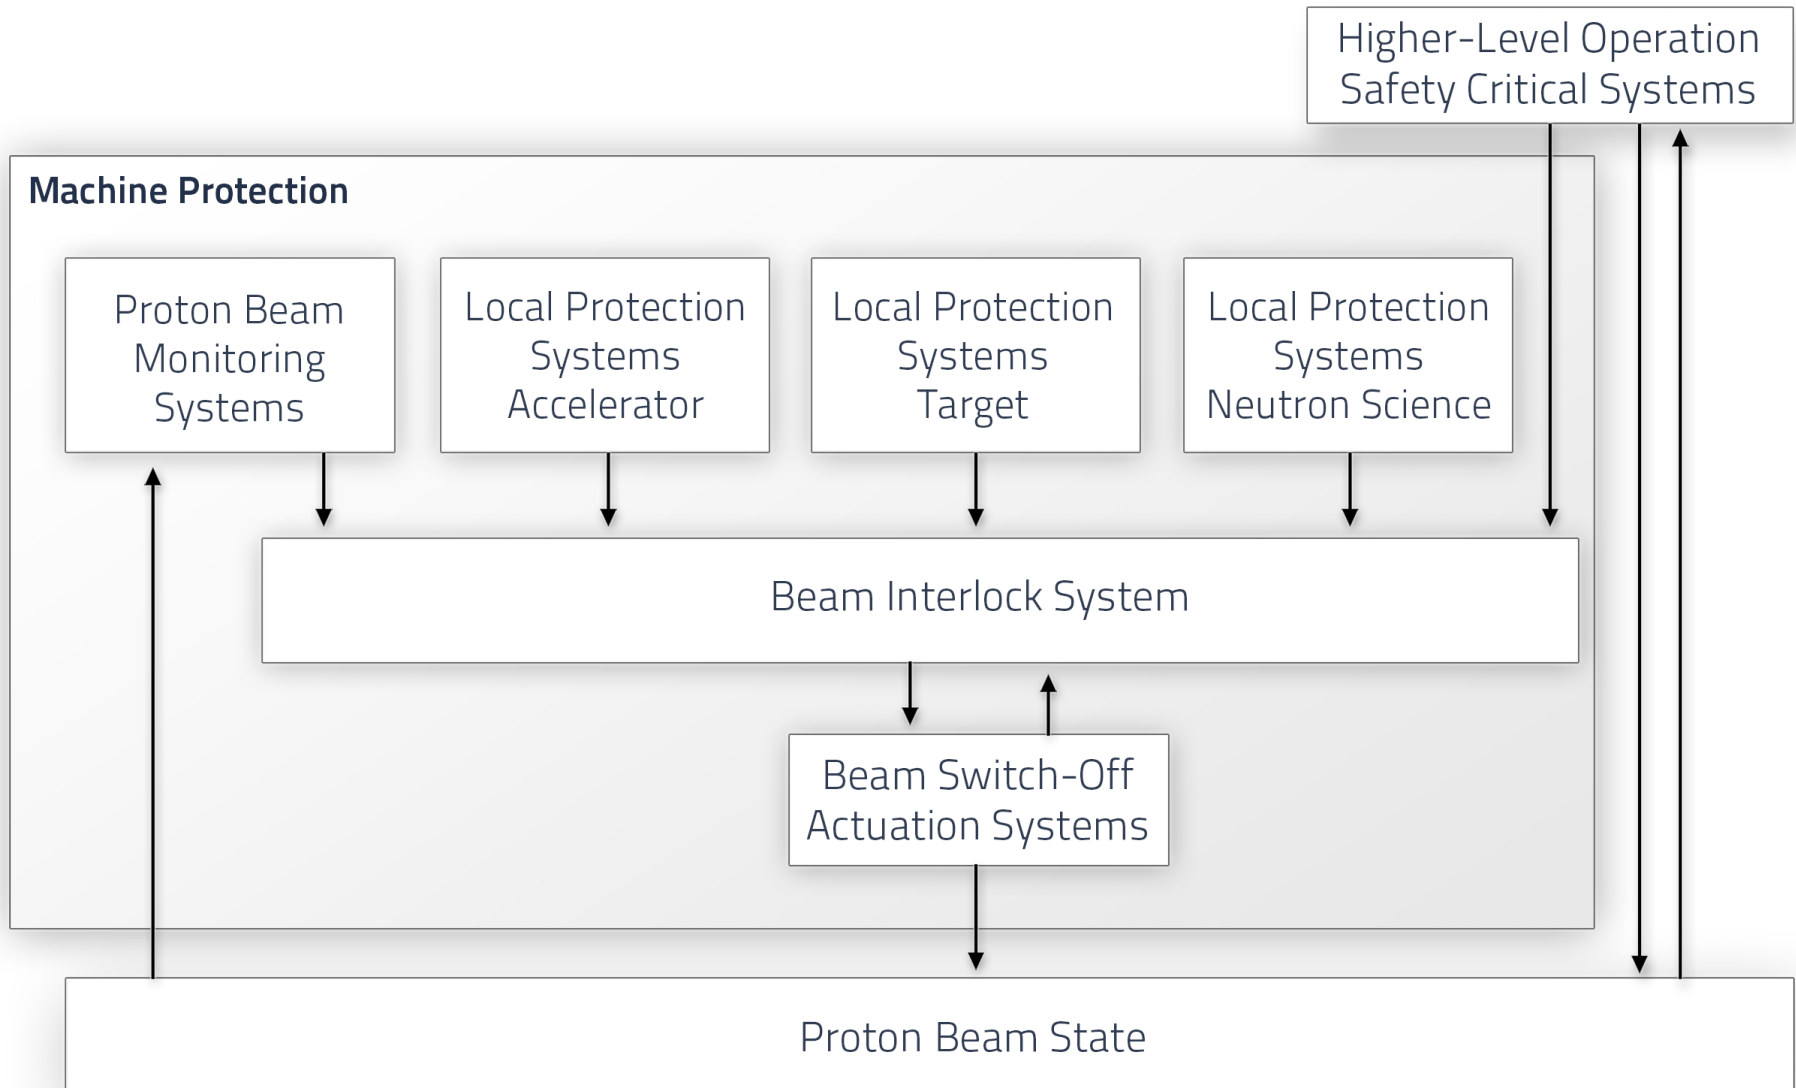 Higher-Level Operation
Safety Critical Systems
Machine Protection
Proton Beam
Monitoring
Systems
Local Protection
Systems
Accelerator
Local Protection
Systems
Target
Local Protection
Systems
Neutron Science
Beam Interlock System
Beam Switch-Off
Actuation Systems
Proton Beam State